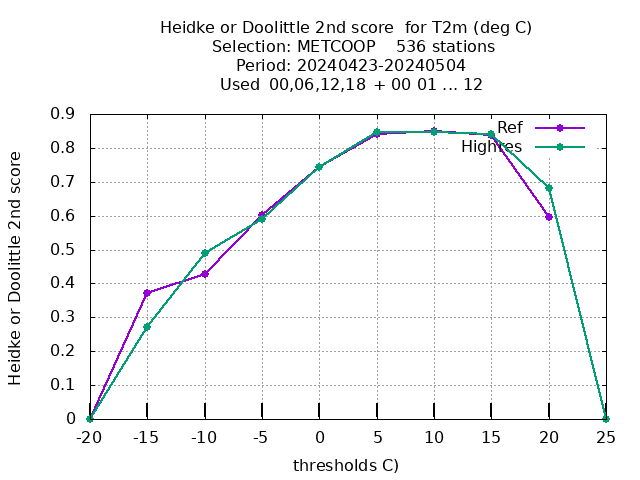 Heidke or Doolittle 2nd score  for T2m (deg C)
Selection: METCOOP    536 stations
Period: 20240423-20240504
Used  00,06,12,18  + 00 01 ... 12
Heidke or Doolittle 2nd score
0.9
0.8
0.7
0.6
0.5
0.4
0.3
0.2
0.1
0
Ref
Highres
-20 -15 -10 -5 0 5 10 15 20 25
thresholds C)